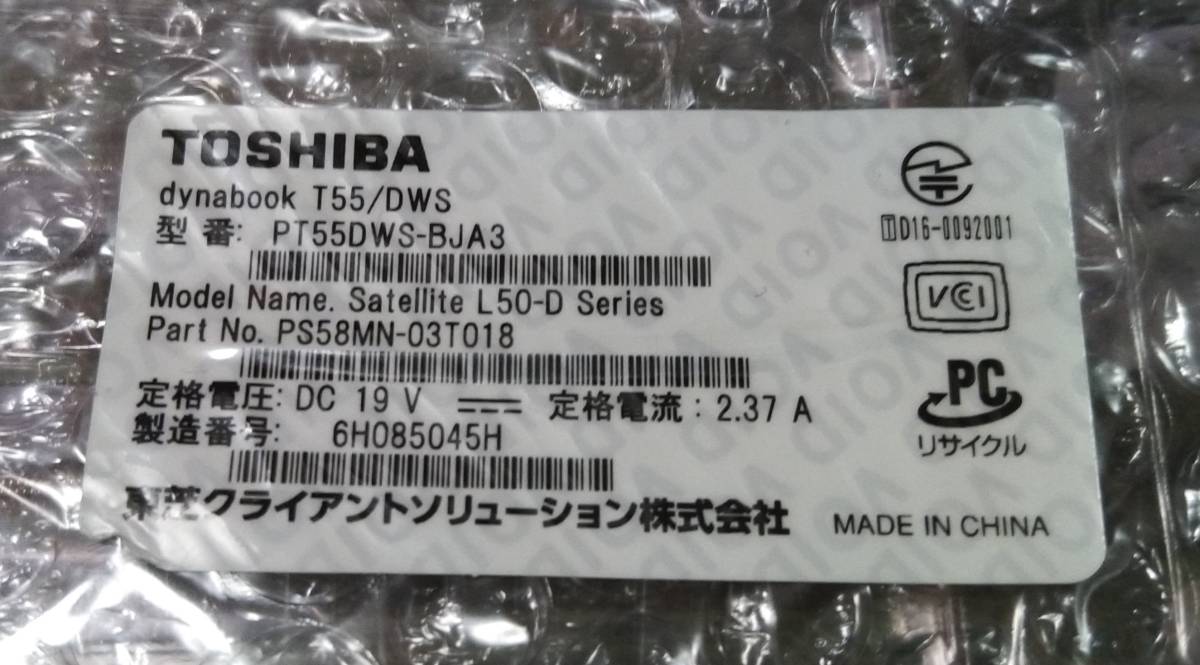 TOSHIBA
dynabook T55/DWS
型 番: PT55DWS-BJA3
Model Name. Satellite L50-D Series
Part No. PS58MN-03T018
定格電圧: DC 19 V 定格電流: 2.37 A
製造番号: 6H085045H
東芝クライアントソリューション株式会社
MADE IN CHINA
T D16-0092001
VCCI
PC
リサイクル